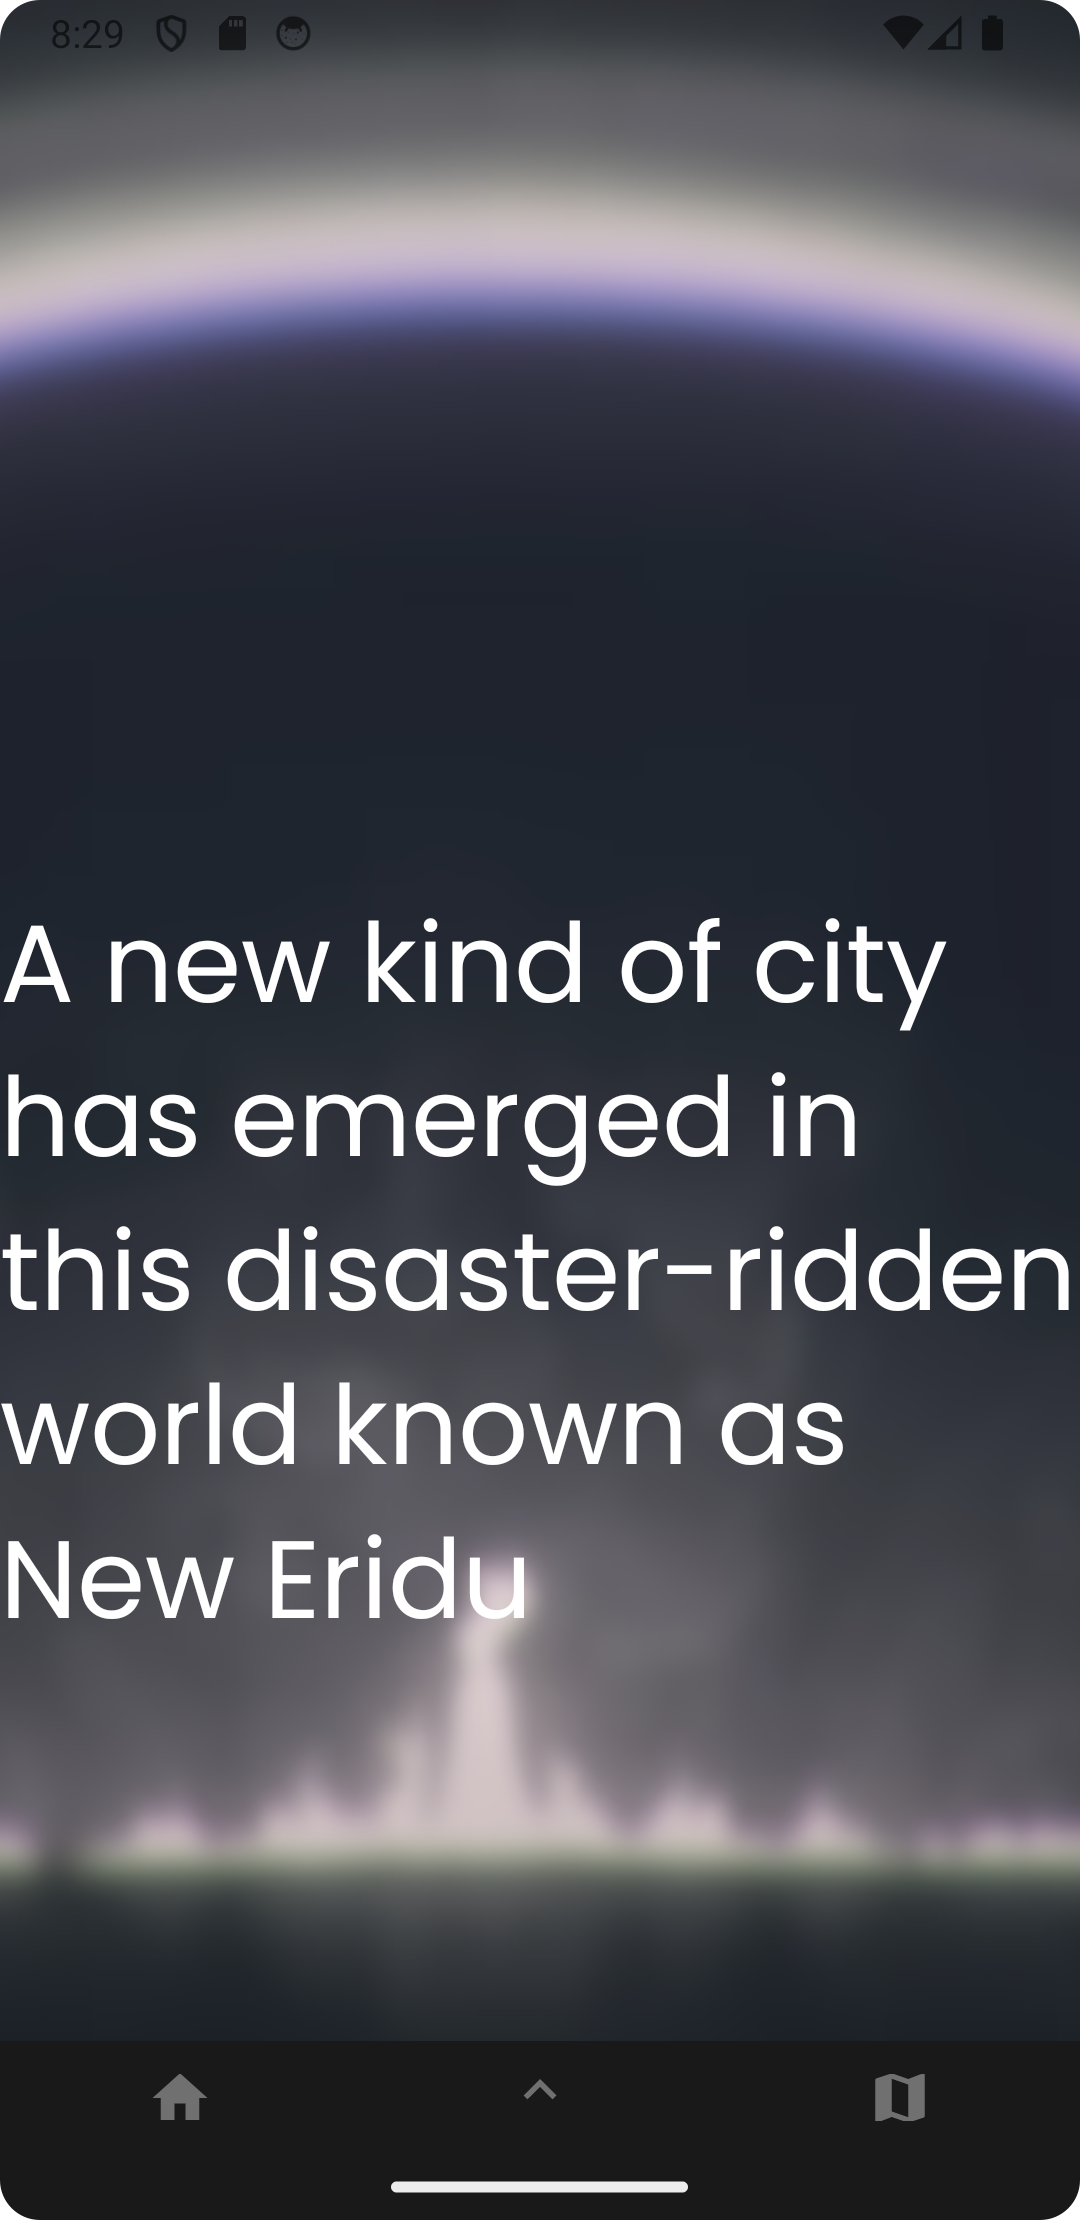 8:29
A new kind of city
has emerged in
this disaster-ridden
world known as
New Eridu